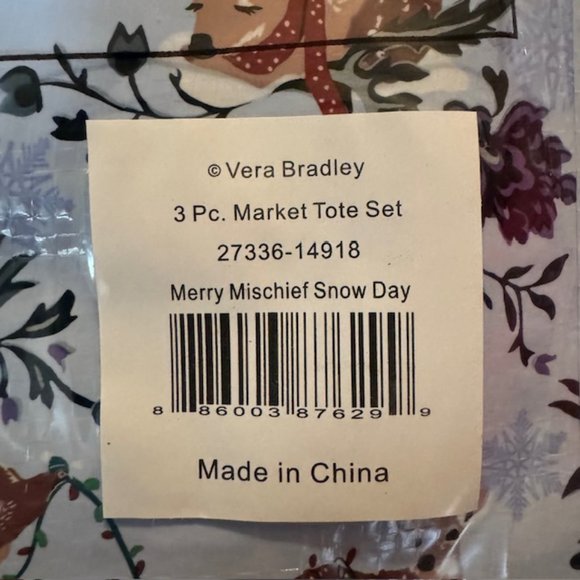 © Vera Bradley
3 Pc. Market Tote Set
27336-14918
Merry Mischief Snow Day
8 86003 87629 9
Made in China